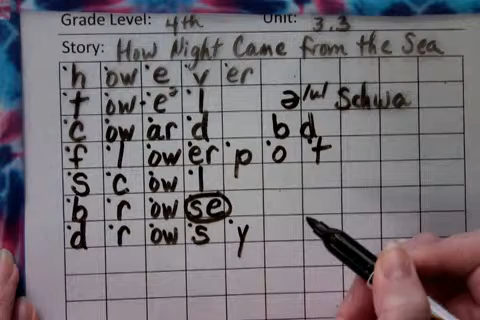 Grade Level: 4th Unit: 3.3
Story: How Night Came from the Sea
h ow e v er
t ow e³ l ə /u/ Schwa
c ow ar d b d
f l ow er p o t
s c ow l
b r ow se
d r ow s y